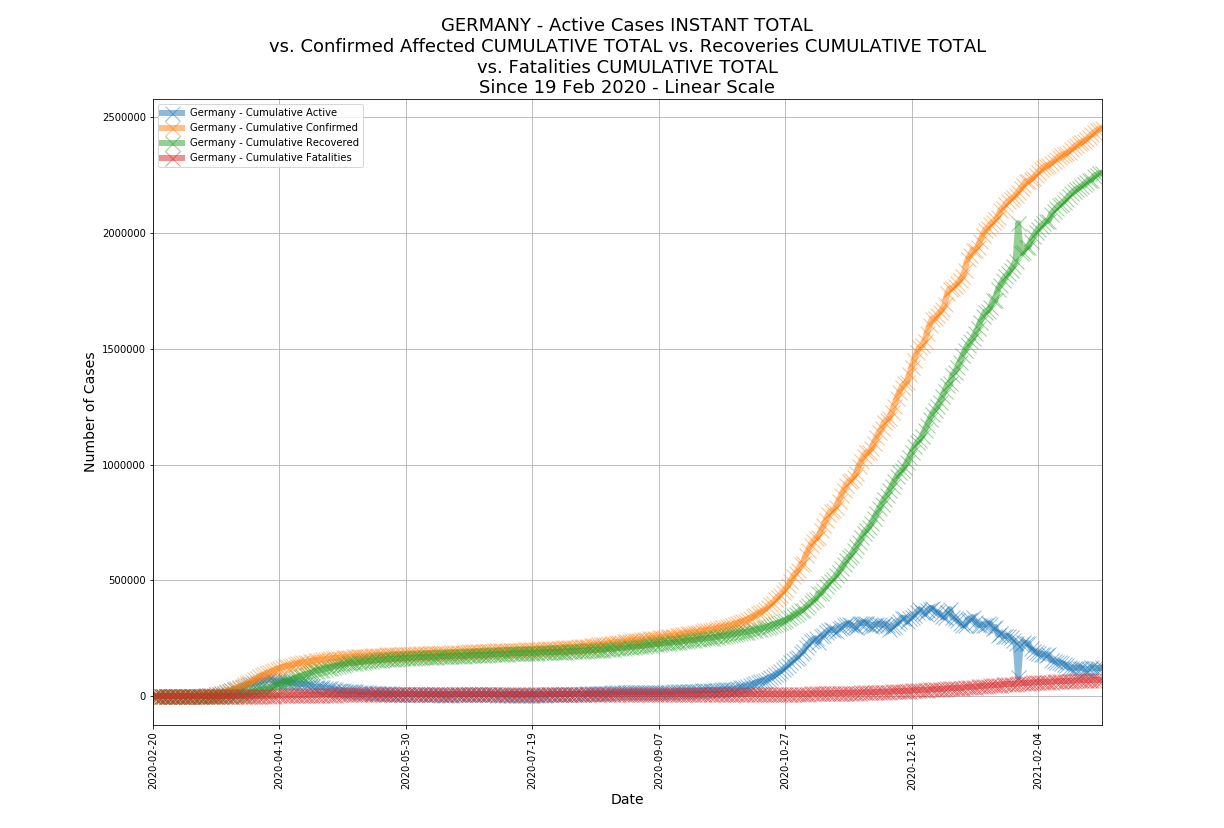 GERMANY - Active Cases INSTANT TOTAL
vs. Confirmed Affected CUMULATIVE TOTAL vs. Recoveries CUMULATIVE TOTAL
vs. Fatalities CUMULATIVE TOTAL
Since 19 Feb 2020 - Linear Scale
Germany - Cumulative Active
Germany - Cumulative Confirmed
Germany - Cumulative Recovered
Germany - Cumulative Fatalities
Number of Cases
2500000
2000000
1500000
1000000
500000
0
2020-02-20
2020-04-10
2020-05-30
2020-07-19
2020-09-07
2020-10-27
2020-12-16
2021-02-04
Date